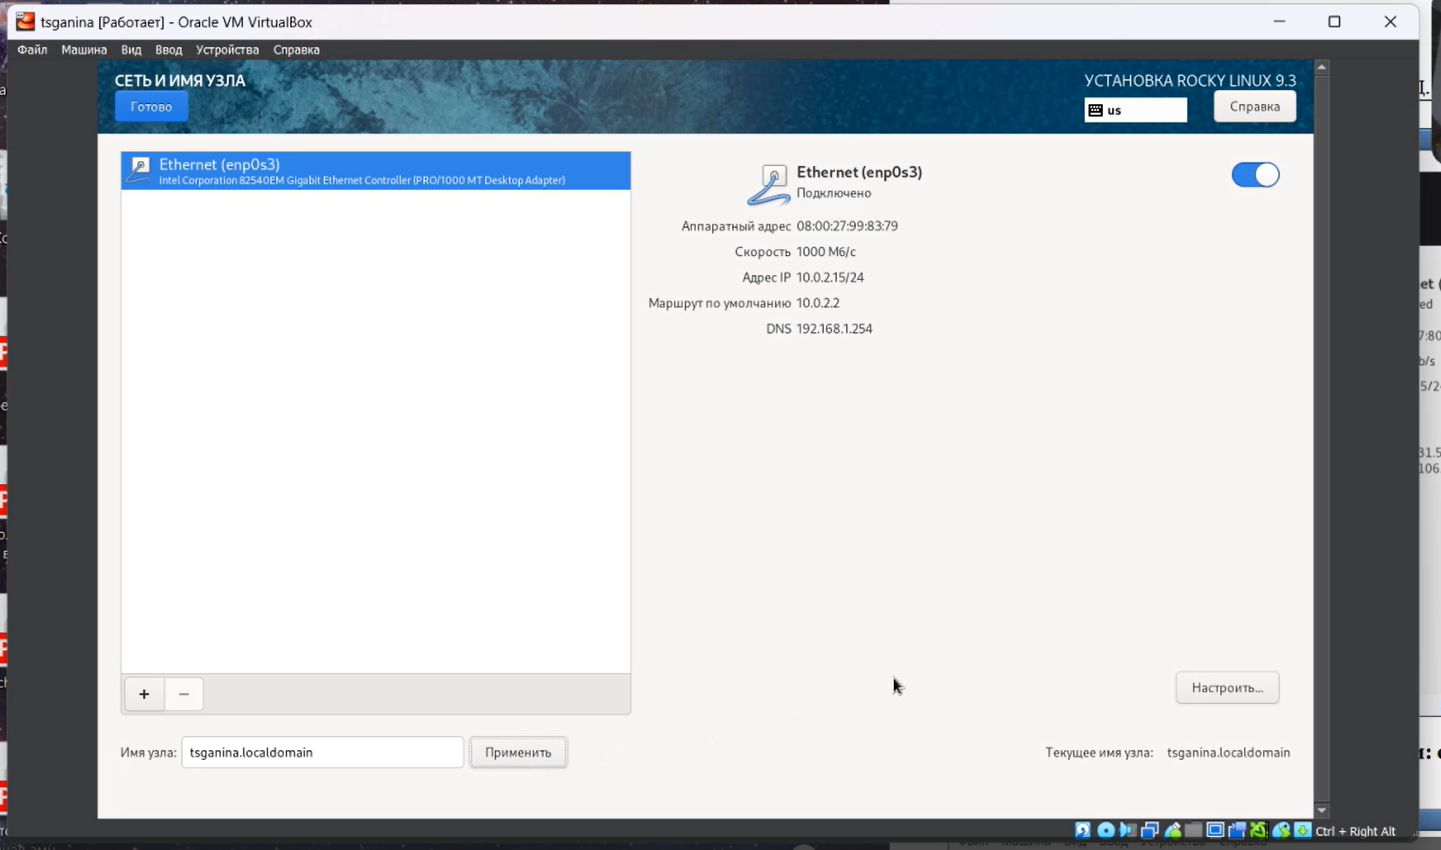 tsganina [Работает] - Oracle VM VirtualBox
Файл Машина Вид Ввод Устройства Справка
СЕТЬ И ИМЯ УЗЛА
УСТАНОВКА ROCKY LINUX 9.3
Готово
us
Справка
Ethernet (enp0s3)
Intel Corporation 82540EM Gigabit Ethernet Controller (PRO/1000 MT Desktop Adapter)
Ethernet (enp0s3)
Подключено
Аппаратный адрес 08:00:27:99:83:79
Скорость 1000 Мб/с
Адрес IP 10.0.2.15/24
Маршрут по умолчанию 10.0.2.2
DNS 192.168.1.254
+ −
Настроить...
Имя узла: tsganina.localdomain Применить
Текущее имя узла: tsganina.localdomain
Ctrl + Right Alt